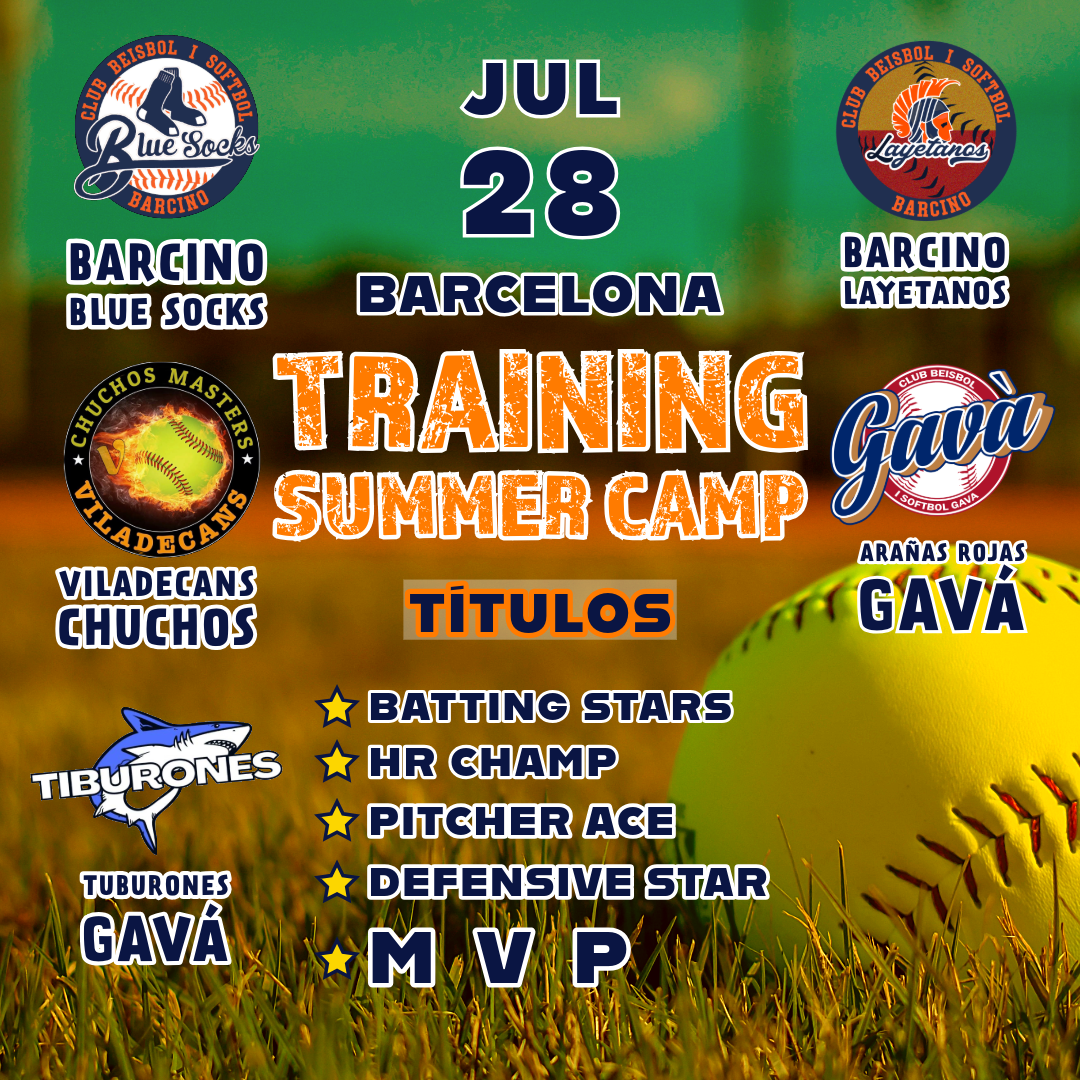 CLUB BEISBOL I SOFTBOL
Blue Socks
BARCINO
BARCINO
BLUE SOCKS
JUL
28
BARCELONA
CLUB BEISBOL I SOFTBOL
Layetanos
BARCINO
BARCINO
LAYETANOS
TRAINING
SUMMER CAMP
CHUCHOS MASTERS
V
VILADECANS
VILADECANS
CHUCHOS
CLUB BEISBOL
Gavà
I SOFTBOL GAVA
ARAÑAS ROJAS
GAVÁ
TÍTULOS
BATTING STARS
HR CHAMP
PITCHER ACE
DEFENSIVE STAR
M V P
TIBURONES
TUBURONES
GAVÁ